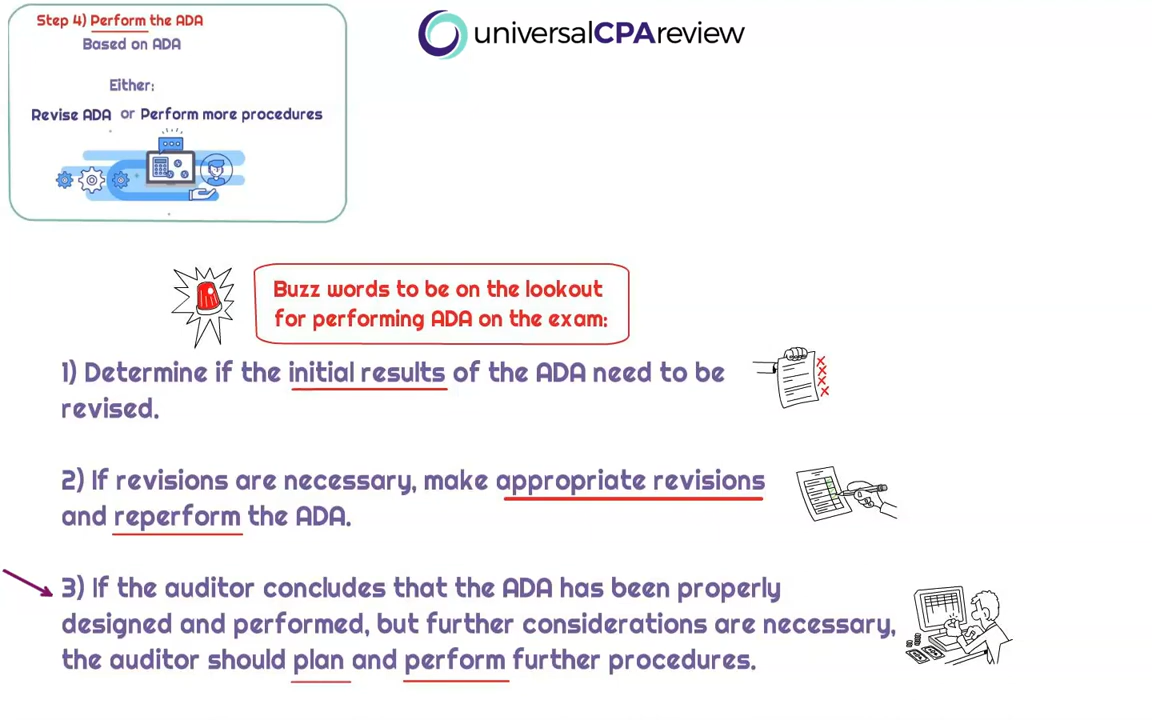 Step 4) Perform the ADA
Based on ADA
Either:
Revise ADA or Perform more procedures
universalCPAreview
Buzz words to be on the lookout
for performing ADA on the exam:
1) Determine if the initial results of the ADA need to be
revised.
2) If revisions are necessary, make appropriate revisions
and reperform the ADA.
3) If the auditor concludes that the ADA has been properly
designed and performed, but further considerations are necessary,
the auditor should plan and perform further procedures.